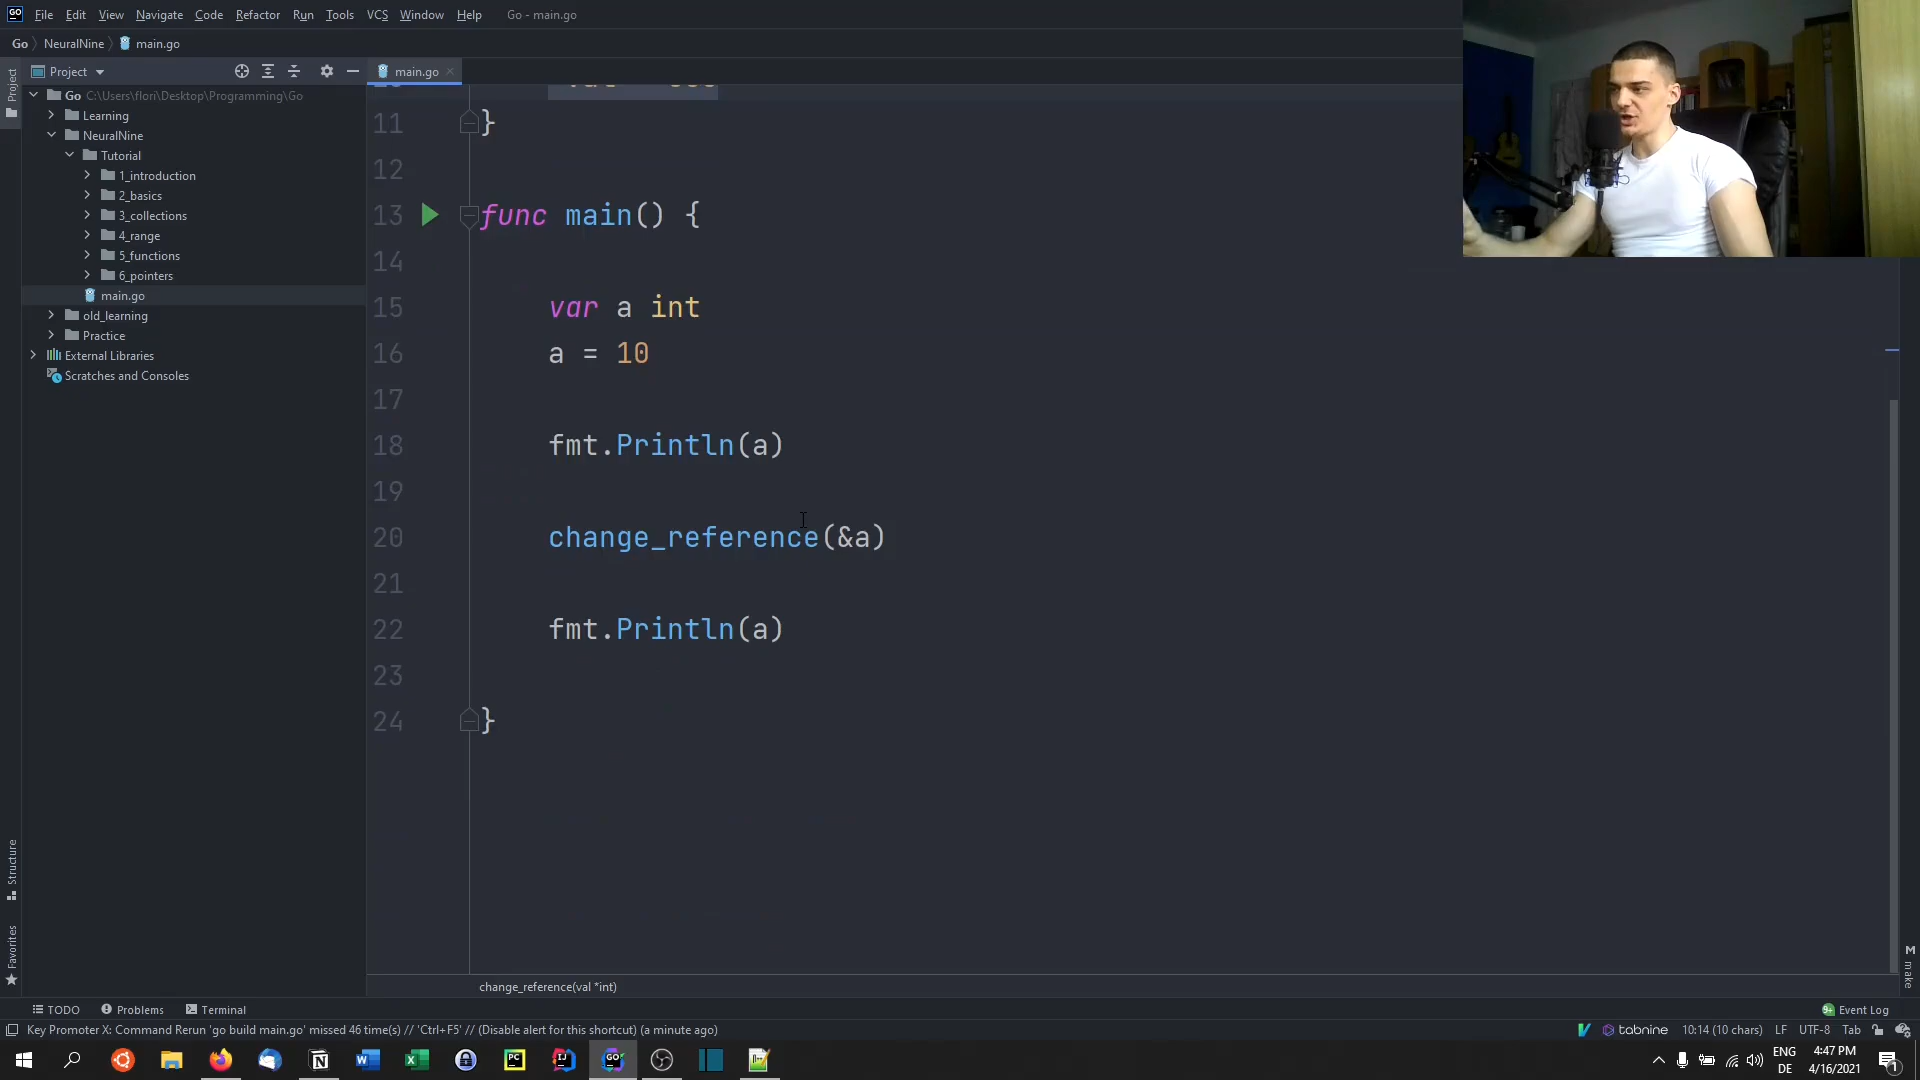 GO File Edit View Navigate Code Refactor Run Tools VCS Window Help Go - main.go
Go NeuralNine main.go
Project main.go
Project
Go C:\Users\flori\Desktop\Programming\Go
Learning
NeuralNine
Tutorial
1_introduction
2_basics
3_collections
4_range
5_functions
6_pointers
main.go
old_learning
Practice
External Libraries
Scratches and Consoles
11 }
12
13 func main() {
14
15 var a int
16 a = 10
17
18 fmt.Println(a)
19
20 change_reference(&a)
21
22 fmt.Println(a)
23
24 }
Structure
Favorites
make
change_reference(val *int)
TODO Problems Terminal Event Log
Key Promoter X: Command Rerun 'go build main.go' missed 46 time(s) // 'Ctrl+F5' // (Disable alert for this shortcut) (a minute ago) tabnine 10:14 (10 chars) LF UTF-8 Tab
ENG 4:47 PM
DE 4/16/2021